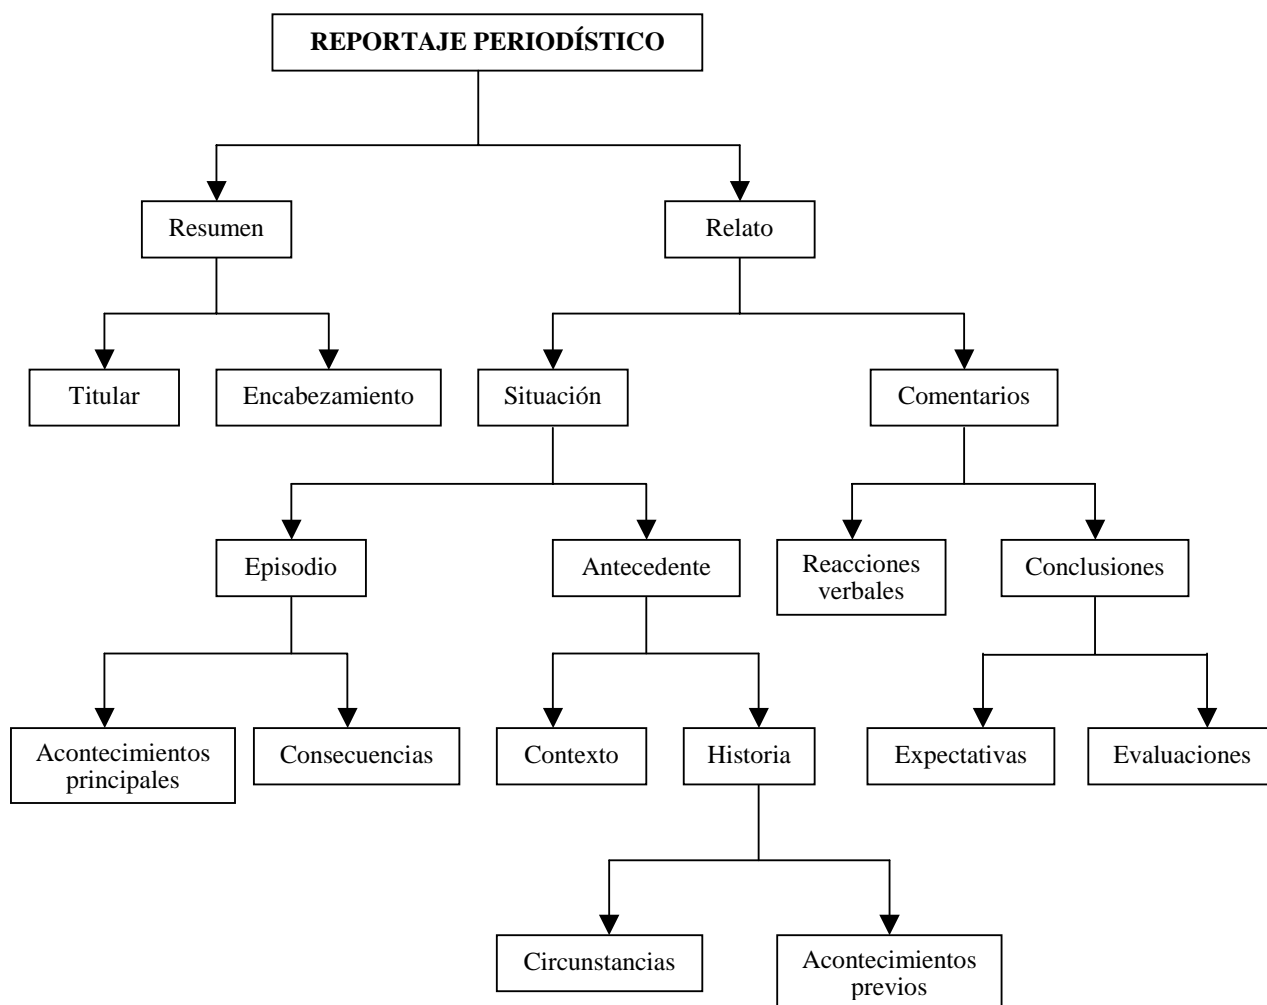 REPORTAJE PERIODÍSTICO
Resumen
Relato
Titular
Encabezamiento
Situación
Comentarios
Episodio
Antecedente
Reacciones
verbales
Conclusiones
Acontecimientos
principales
Consecuencias
Contexto
Historia
Expectativas
Evaluaciones
Circunstancias
Acontecimientos
previos